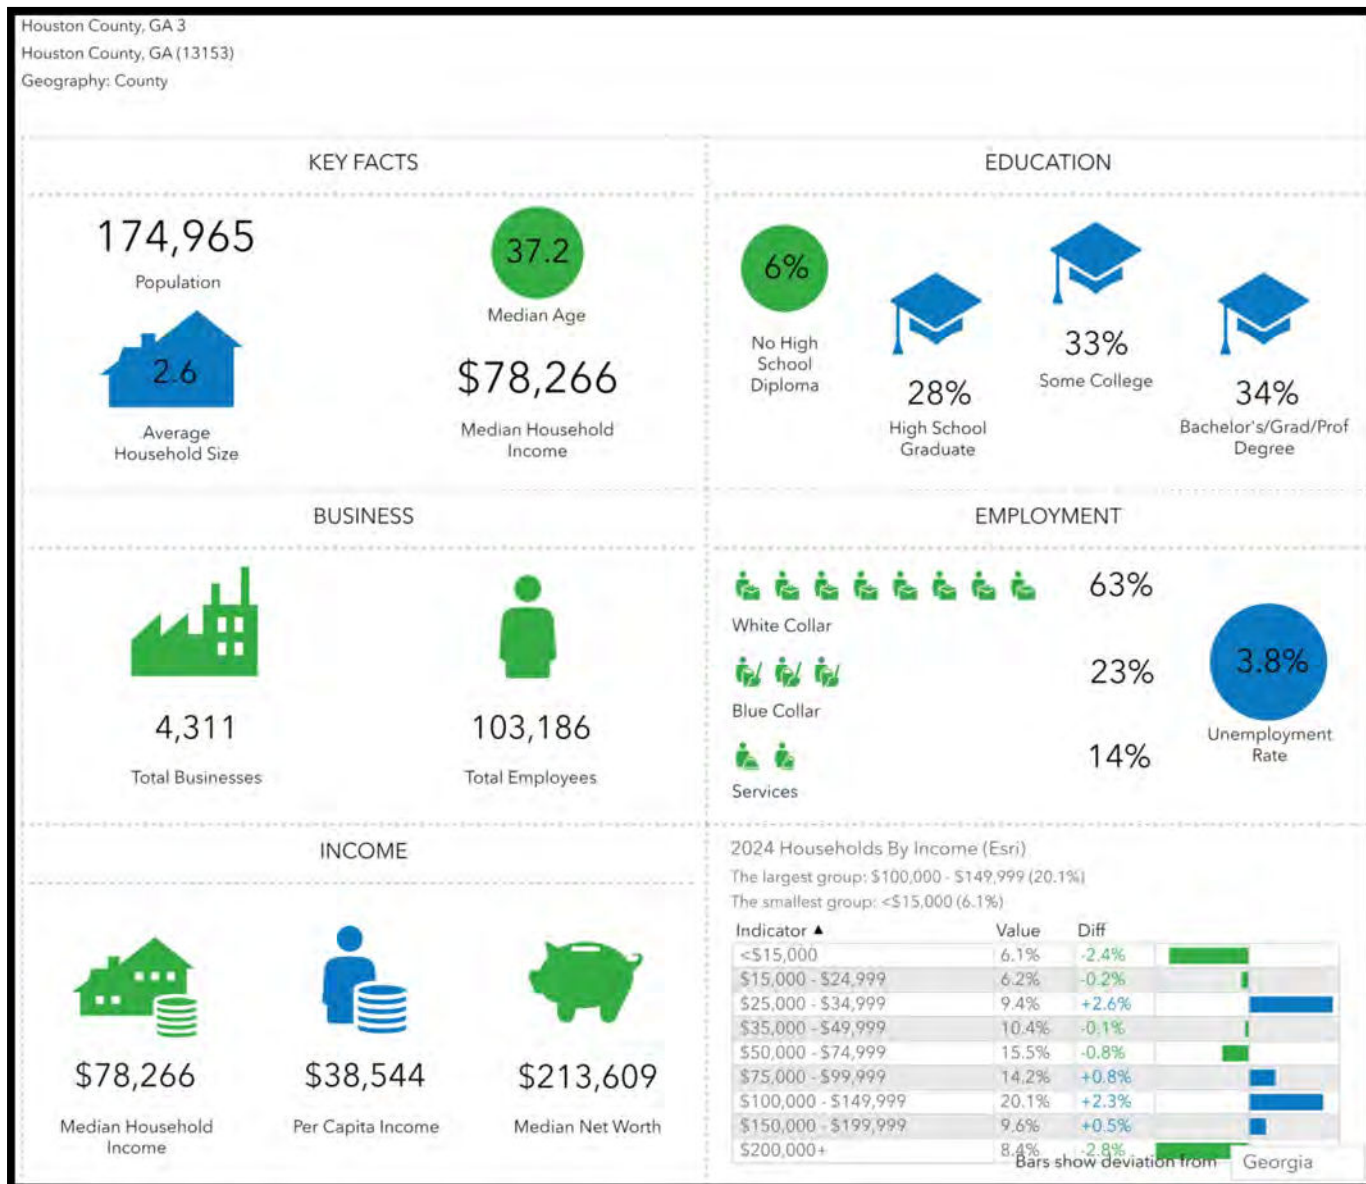 Houston County, GA 3
Houston County, GA (13153)
Geography: County
KEY FACTS
174,965
Population
37.2
Median Age
2.6
Average
Household Size
$78,266
Median Household
Income
EDUCATION
6%
No High
School
Diploma
28%
High School
Graduate
33%
Some College
34%
Bachelor's/Grad/Prof
Degree
BUSINESS
4,311
Total Businesses
103,186
Total Employees
EMPLOYMENT
63%
White Collar
23%
Blue Collar
14%
Services
3.8%
Unemployment
Rate
INCOME
$78,266
Median Household
Income
$38,544
Per Capita Income
$213,609
Median Net Worth
2024 Households By Income (Esri)
The largest group: $100,000 - $149,999 (20.1%)
The smallest group: <$15,000 (6.1%)
Indicator ▲ Value Diff
<$15,000 6.1% -2.4%
$15,000 - $24,999 6.2% -0.2%
$25,000 - $34,999 9.4% +2.6%
$35,000 - $49,999 10.4% -0.1%
$50,000 - $74,999 15.5% -0.8%
$75,000 - $99,999 14.2% +0.8%
$100,000 - $149,999 20.1% +2.3%
$150,000 - $199,999 9.6% +0.5%
$200,000+ 8.4% -2.8%
Bars show deviation from Georgia